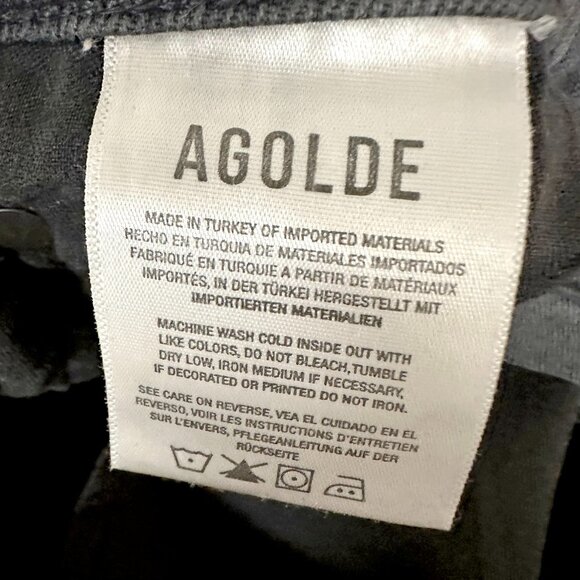 AGOLDE
MADE IN TURKEY OF IMPORTED MATERIALS
HECHO EN TURQUIA DE MATERIALES IMPORTADOS
FABRIQUÉ EN TURQUIE A PARTIR DE MATÉRIAUX
IMPORTÉS, IN DER TÜRKEI HERGESTELLT MIT
IMPORTIERTEN MATERIALIEN
MACHINE WASH COLD INSIDE OUT WITH
LIKE COLORS, DO NOT BLEACH,TUMBLE
DRY LOW, IRON MEDIUM IF NECESSARY,
IF DECORATED OR PRINTED DO NOT IRON.
SEE CARE ON REVERSE, VEA EL CUIDADO EN EL
REVERSO, VOIR LES INSTRUCTIONS D'ENTRETIEN
SUR L'ENVERS, PFLEGEANLEITUNG AUF DER
RÜCKSEITE